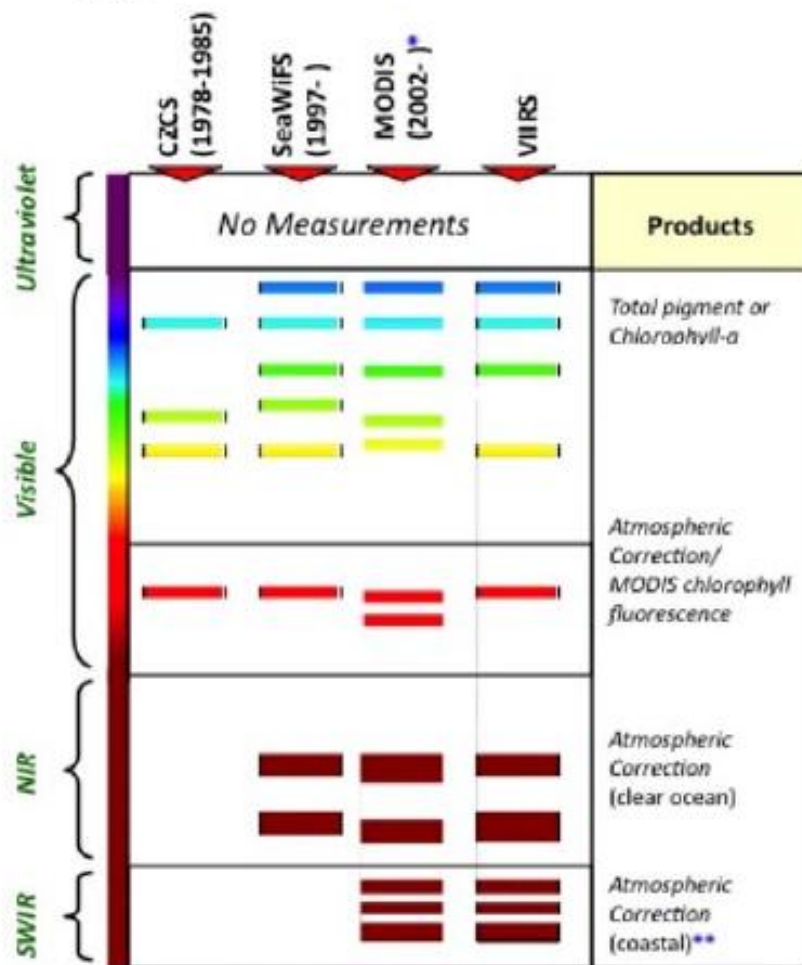 CZCS
(1978-1985)
SeaWiFS
(1997- )
MODIS
(2002- )*
VIIRS
Ultraviolet
No Measurements
Products
Visible
Total pigment or
Chlorophyll-a
Atmospheric
Correction/
MODIS chlorophyll
fluorescence
NIR
Atmospheric
Correction
(clear ocean)
SWIR
Atmospheric
Correction
(coastal)**